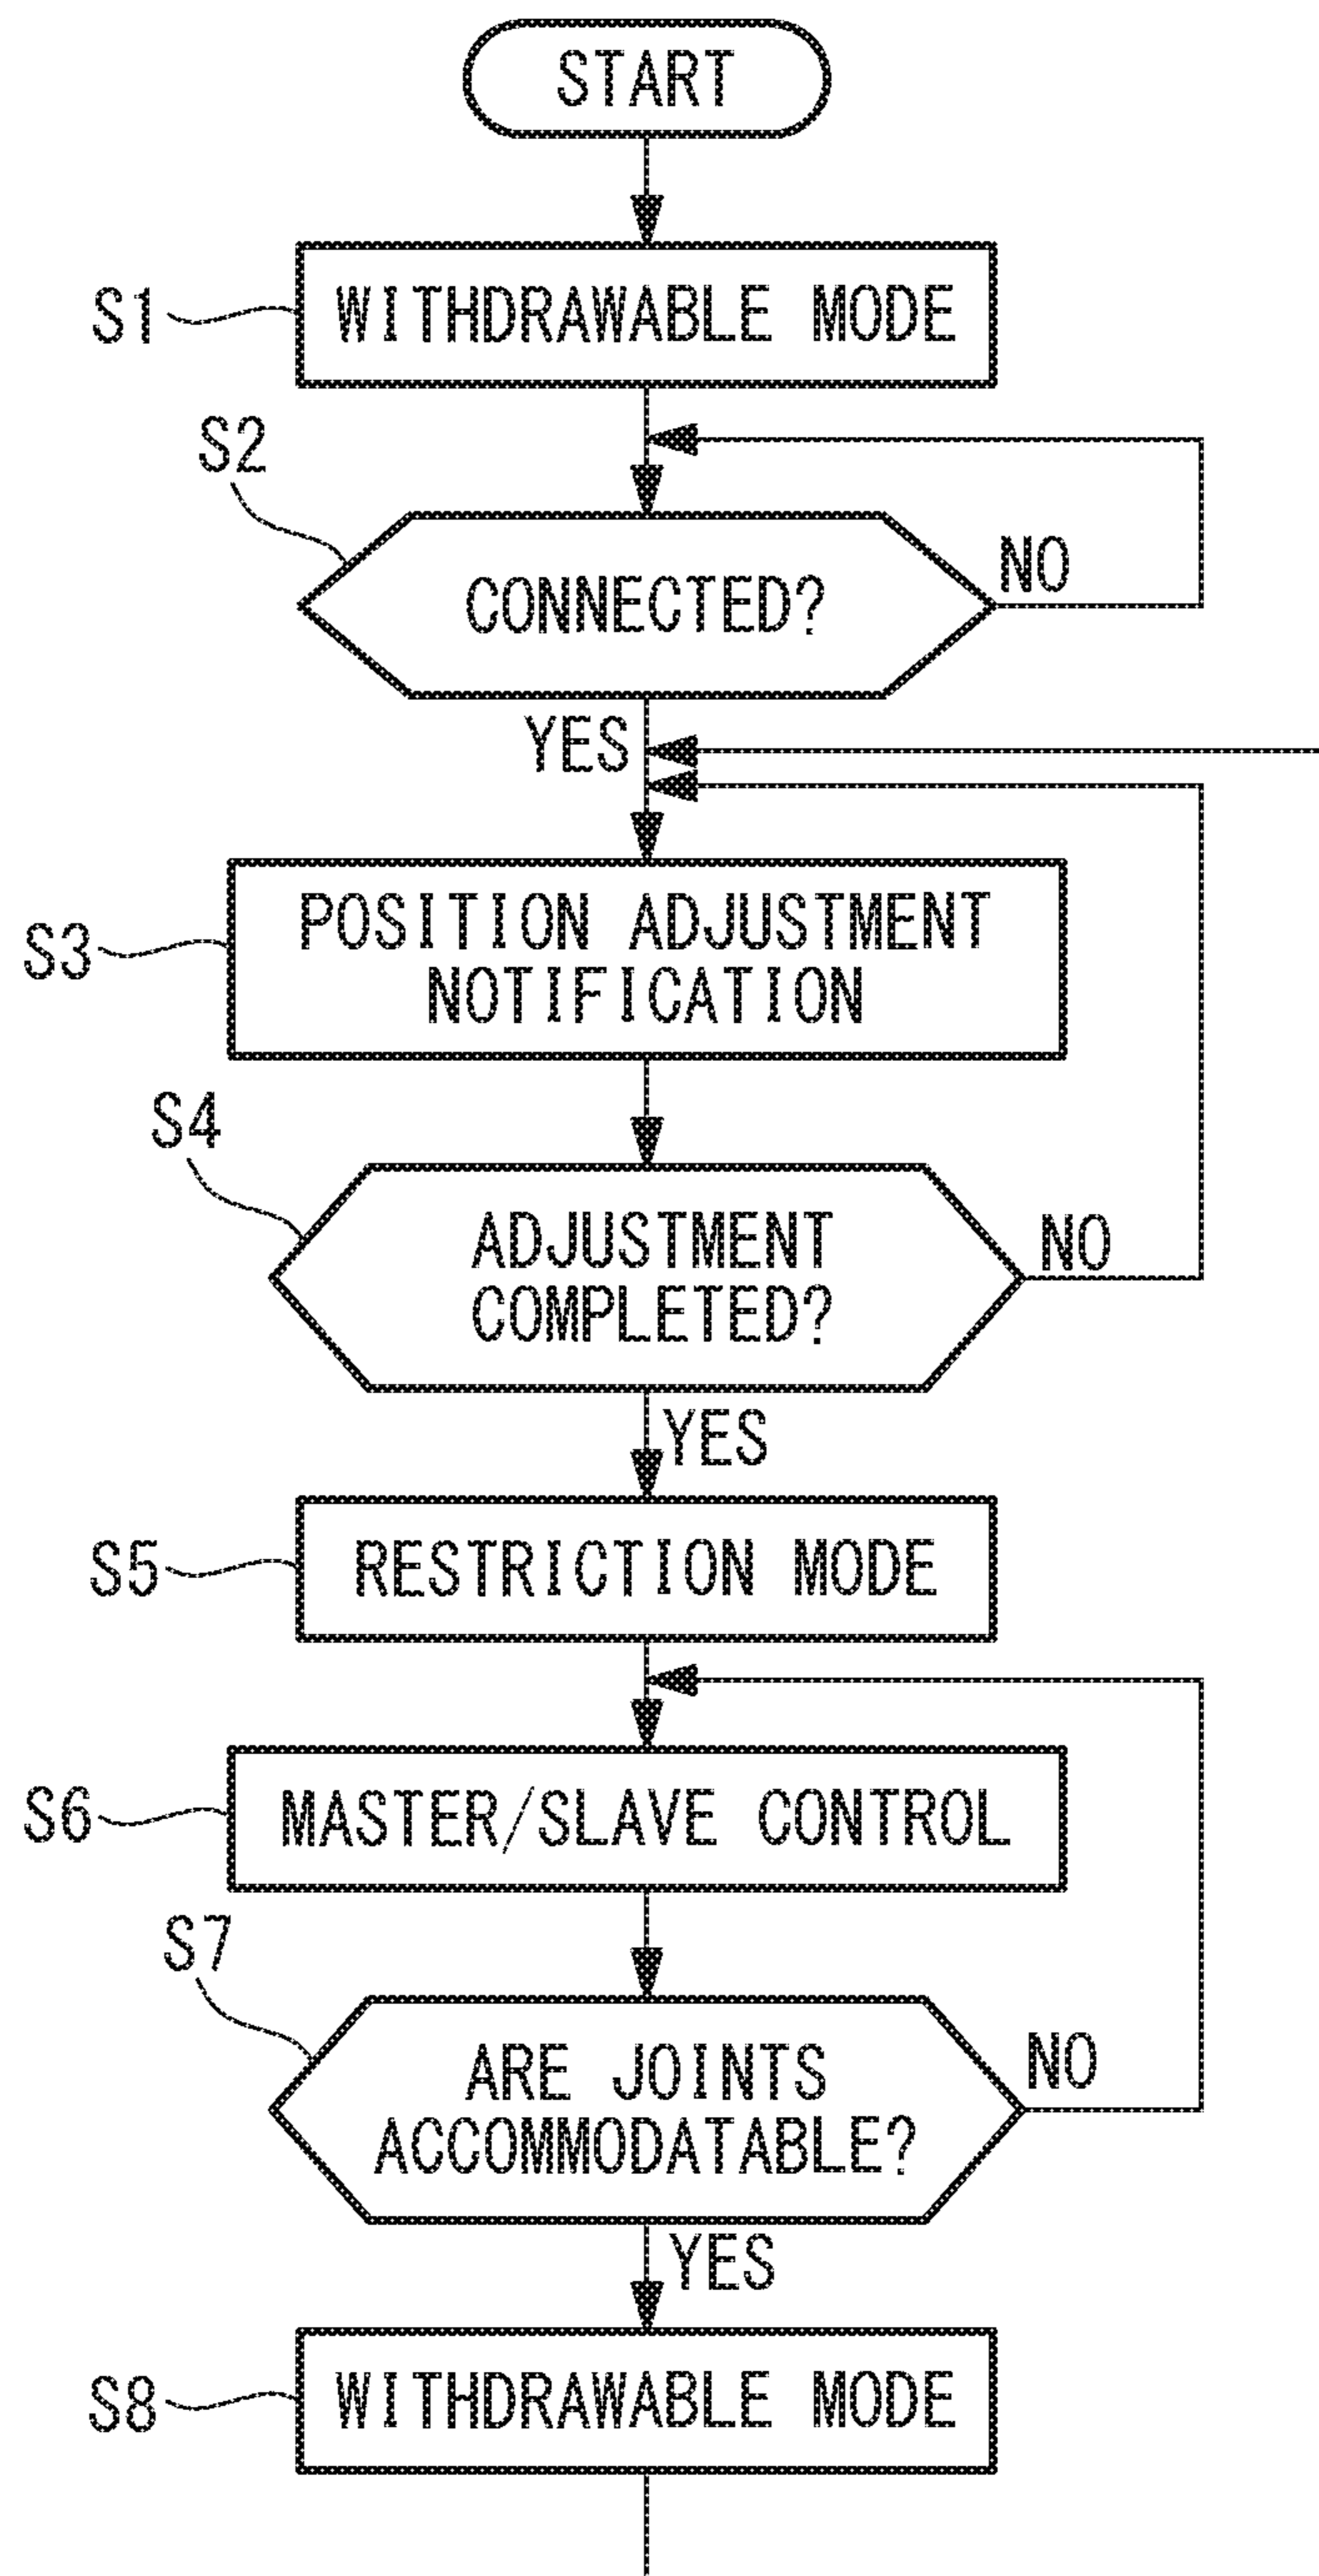 START
S1
WITHDRAWABLE MODE
S2
CONNECTED?
NO
YES
S3
POSITION ADJUSTMENT
NOTIFICATION
S4
ADJUSTMENT
COMPLETED?
NO
YES
S5
RESTRICTION MODE
S6
MASTER/SLAVE CONTROL
S7
ARE JOINTS
ACCOMMODATABLE?
NO
YES
S8
WITHDRAWABLE MODE